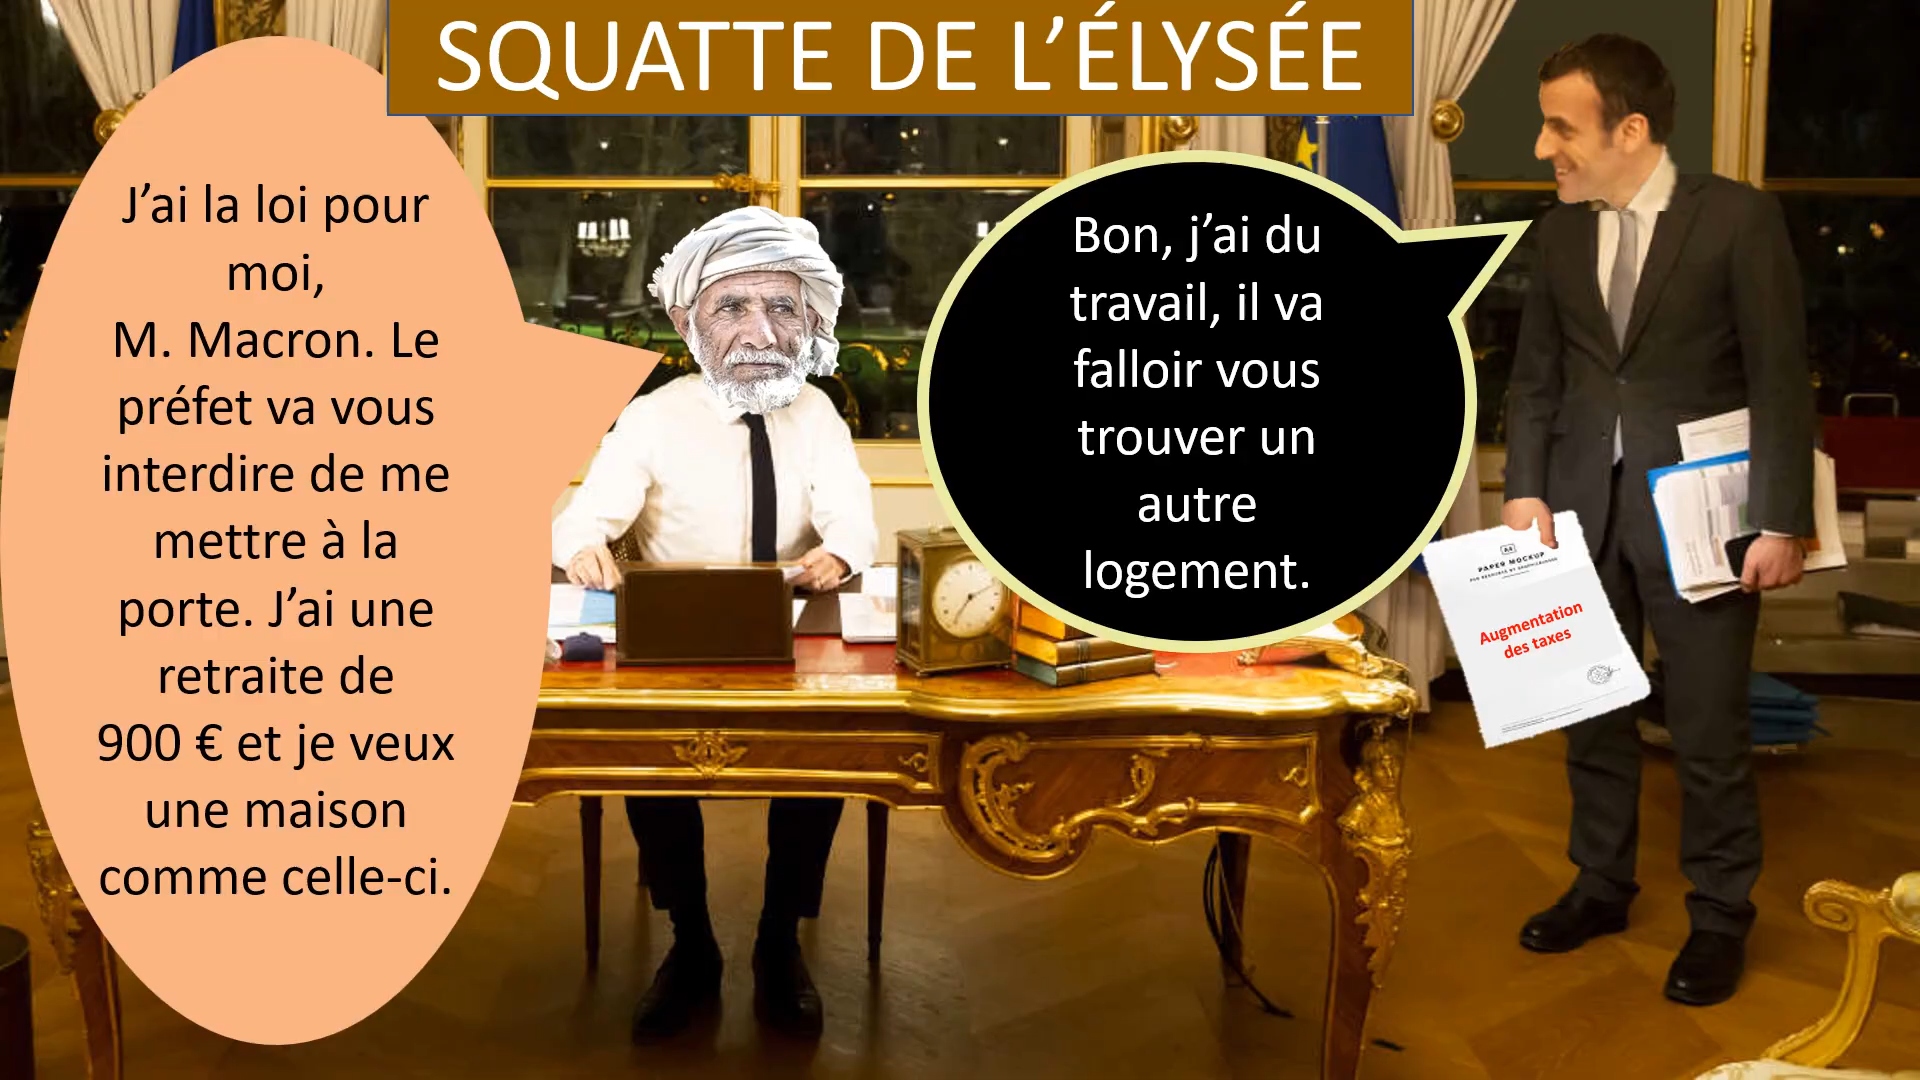 SQUATTE DE L’ÉLYSÉE
J’ai la loi pour
moi,
M. Macron. Le
préfet va vous
interdire de me
mettre à la
porte. J’ai une
retraite de
900 € et je veux
une maison
comme celle-ci.
Bon, j’ai du
travail, il va
falloir vous
trouver un
autre
logement.
A4
PAPER MOCKUP
Augmentation
des taxes